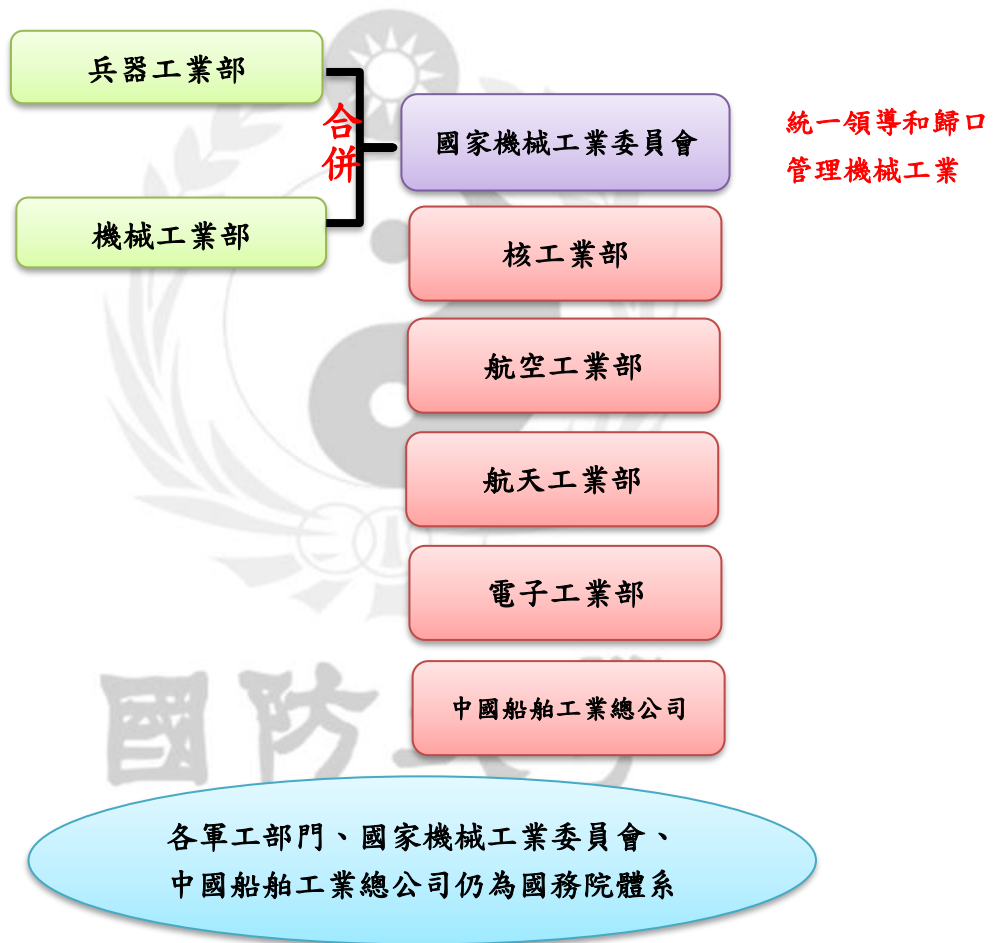 兵器工業部
合
併
國家機械工業委員會
統一領導和歸口
管理機械工業
機械工業部
核工業部
航空工業部
航天工業部
電子工業部
中國船舶工業總公司
國防大學
各軍工部門、國家機械工業委員會、
中國船舶工業總公司仍為國務院體系